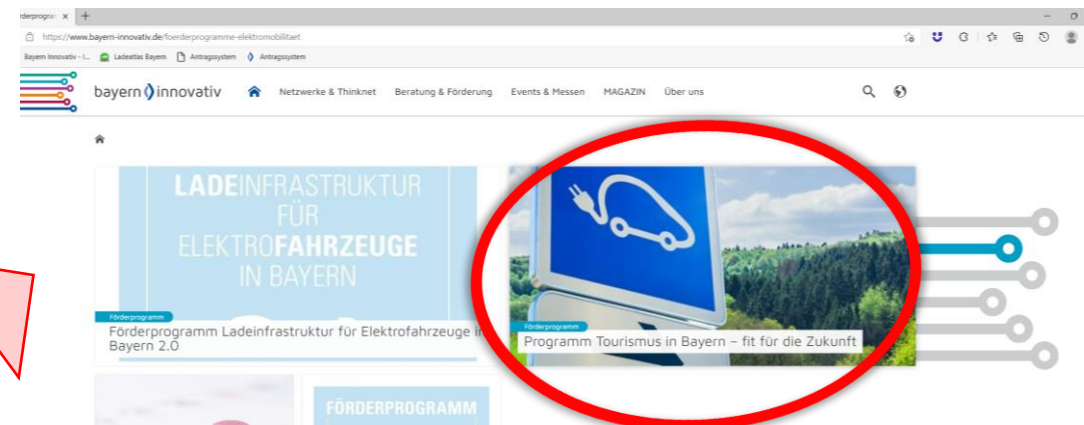 rderprogra
https://www.bayern-innovativ.de/foerderprogramme-elektromobilitaet
Bayern Innovativ - I... Ladeatlas Bayern Antragssystem Antragssystem
bayern innovativ Netzwerke & Thinknet Beratung & Förderung Events & Messen MAGAZIN Über uns
LADEINFRASTRUKTUR
FÜR
ELEKTROFAHRZEUGE
IN BAYERN
Förderprogramm
Förderprogramm Ladeinfrastruktur für Elektrofahrzeuge in
Bayern 2.0
Förderprogramm
Programm Tourismus in Bayern – fit für die Zukunft
FÖRDERPROGRAMM